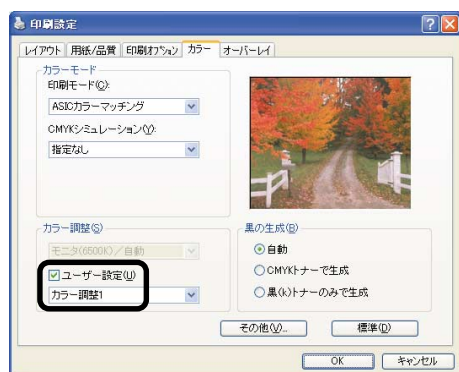 印刷設定
レイアウト 用紙/品質 印刷オプション カラー オーバーレイ
カラーモード
印刷モード(C):
ASICカラーマッチング
CMYKシミュレーション(Y):
指定なし
カラー調整(S)
モニタ(6500K)／自動
ユーザー設定(U)
カラー調整1
黒の生成(B)
自動
CMYKトナーで生成
黒(k)トナーのみで生成
その他(V)...
標準(D)
OK
キャンセル